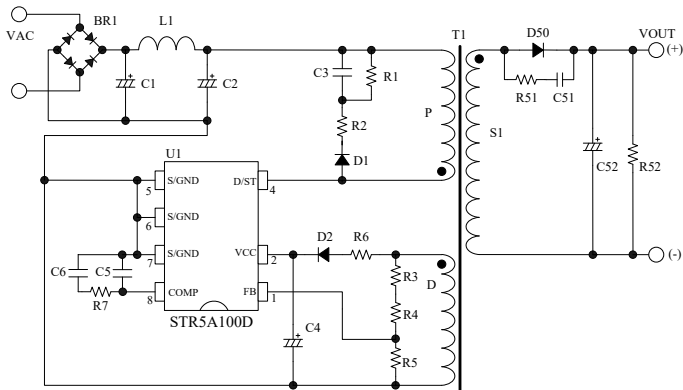 BR1
L1
T1
D50
VOUT
(+)
VAC
C1
C2
C3
R1
R2
D1
P
S1
R51
C51
C52
R52
U1
S/GND
D/ST
5
4
S/GND
6
S/GND
VCC
7
2
COMP
FB
8
1
STR5A100D
C6
C5
R7
D2
R6
C4
R3
D
R4
R5
(-)